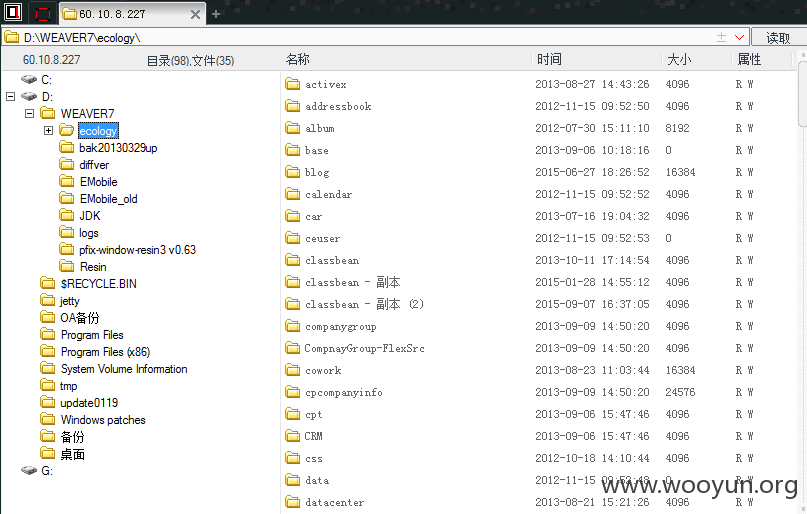 60.10.8.227
D:\WEAVER7\ecology\ 读取
60.10.8.227 目录(98),文件(35) 名称 时间 大小 属性
C:
D:
WEAVER7
ecology
bak20130329up
diffver
EMobile
EMobile_old
JDK
logs
pfix-window-resin3 v0.63
Resin
$RECYCLE.BIN
jetty
OA备份
Program Files
Program Files (x86)
System Volume Information
tmp
update0119
Windows patches
备份
桌面
G:
activex 2013-08-27 14:43:26 4096 R W
addressbook 2012-11-15 09:52:50 4096 R W
album 2012-07-30 15:11:10 8192 R W
base 2013-09-06 10:18:16 0 R W
blog 2015-06-27 18:26:52 16384 R W
calendar 2012-11-15 09:52:52 4096 R W
car 2013-07-16 19:04:32 4096 R W
ceuser 2012-11-15 09:52:53 0 R W
classbean 2013-10-11 17:14:54 4096 R W
classbean - 副本 2015-01-28 14:55:12 4096 R W
classbean - 副本 (2) 2015-09-07 16:37:05 4096 R W
companygroup 2013-09-09 14:50:20 4096 R W
CompnayGroup-FlexSrc 2013-09-09 14:50:20 4096 R W
cowork 2013-08-23 11:03:44 16384 R W
cpcompanyinfo 2013-09-09 14:50:20 24576 R W
cpt 2013-09-06 15:47:46 4096 R W
CRM 2013-09-06 15:47:46 4096 R W
css 2012-10-18 14:10:44 4096 R W
data 2012-11-15 09:52:48 0 R W
datacenter 2013-08-21 15:21:26 4096 R W
www.wooyun.org